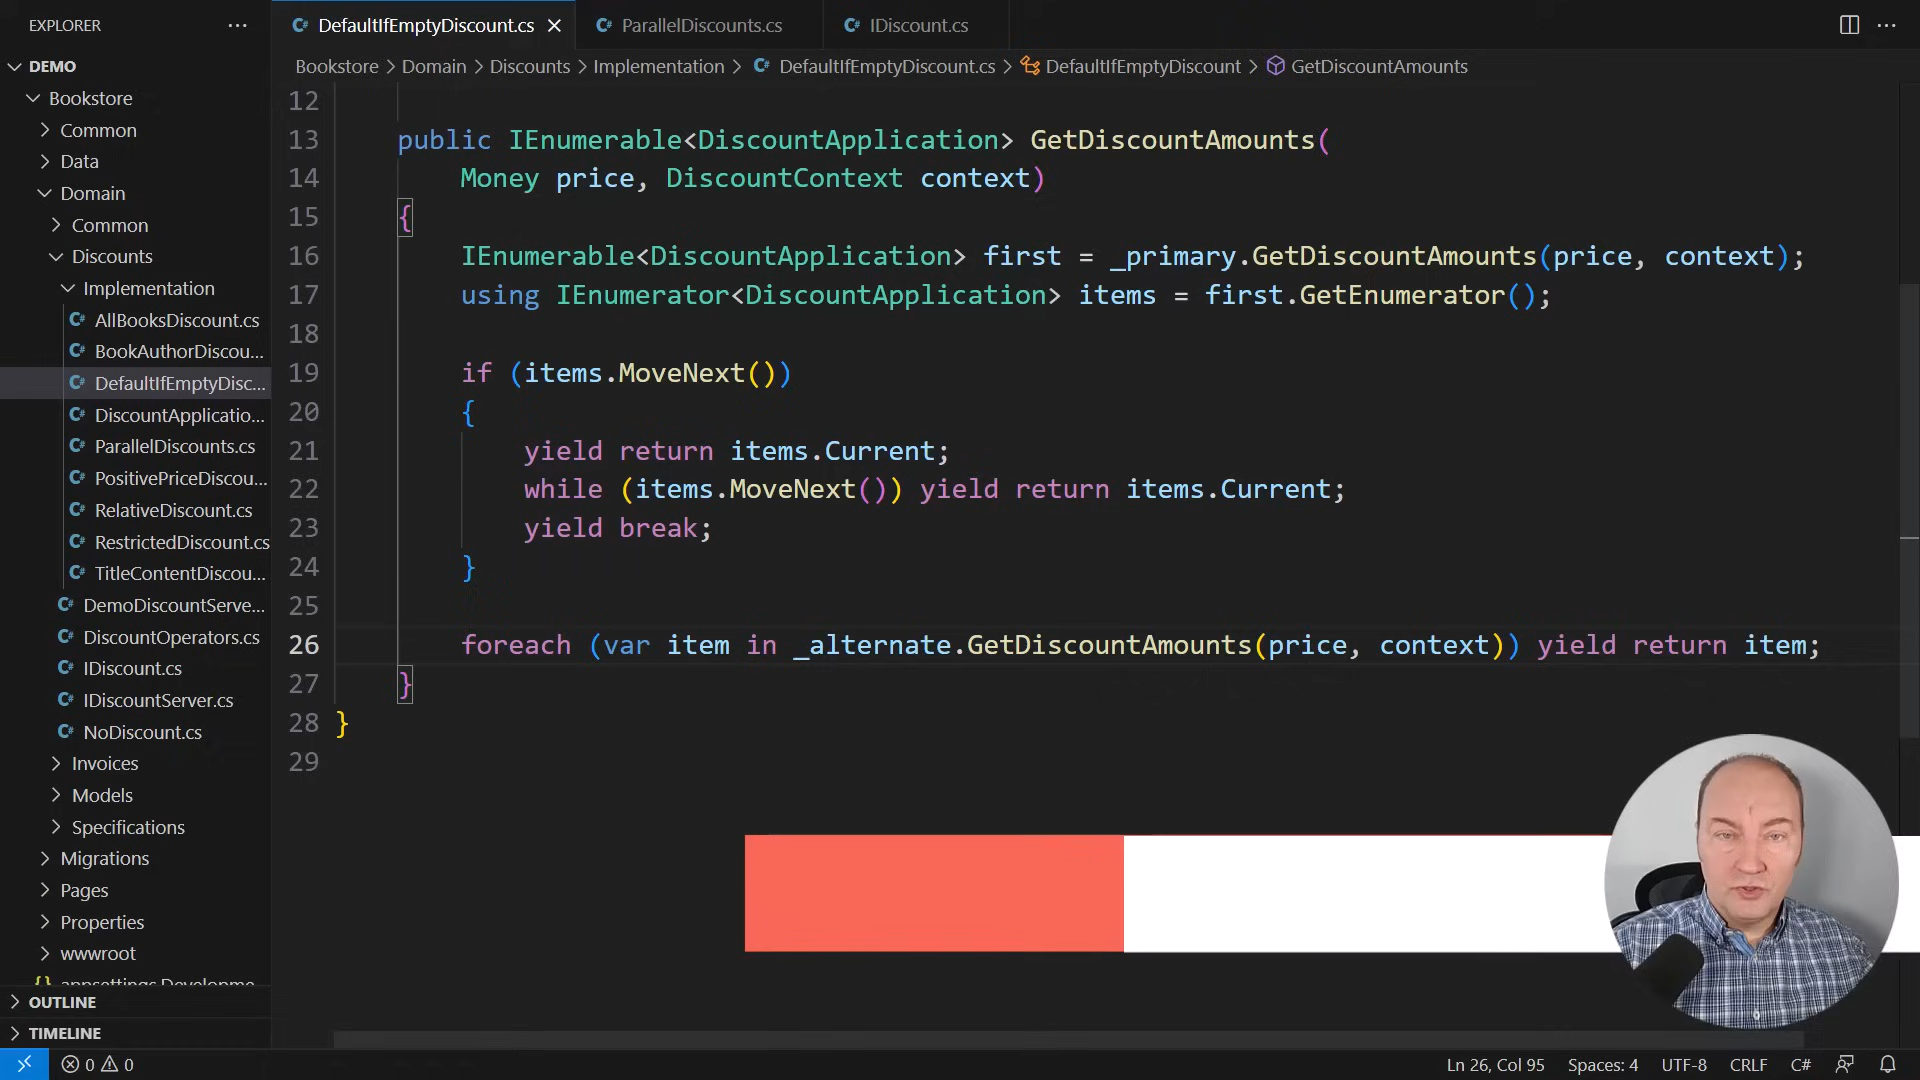 EXPLORER
DEMO
Bookstore
Common
Data
Domain
Common
Discounts
Implementation
C# AllBooksDiscount.cs
C# BookAuthorDiscou...
C# DefaultIfEmptyDisc...
C# DiscountApplicatio...
C# ParallelDiscounts.cs
C# PositivePriceDiscou...
C# RelativeDiscount.cs
C# RestrictedDiscount.cs
C# TitleContentDiscou...
C# DemoDiscountServe...
C# DiscountOperators.cs
C# IDiscount.cs
C# IDiscountServer.cs
C# NoDiscount.cs
Invoices
Models
Specifications
Migrations
Pages
Properties
wwwroot
{} appsettings.Developme
OUTLINE
TIMELINE
C# DefaultIfEmptyDiscount.cs
C# ParallelDiscounts.cs
C# IDiscount.cs
Bookstore > Domain > Discounts > Implementation > C# DefaultIfEmptyDiscount.cs > DefaultIfEmptyDiscount > GetDiscountAmounts
12
13 public IEnumerable<DiscountApplication> GetDiscountAmounts(
14 Money price, DiscountContext context)
15 {
16 IEnumerable<DiscountApplication> first = _primary.GetDiscountAmounts(price, context);
17 using IEnumerator<DiscountApplication> items = first.GetEnumerator();
18
19 if (items.MoveNext())
20 {
21 yield return items.Current;
22 while (items.MoveNext()) yield return items.Current;
23 yield break;
24 }
25
26 foreach (var item in _alternate.GetDiscountAmounts(price, context)) yield return item;
27 }
28 }
29
0 0
Ln 26, Col 95
Spaces: 4
UTF-8
CRLF
C#